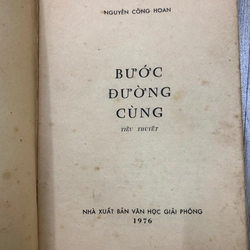 NGUYỄN CÔNG HOAN
BƯỚC
ĐƯỜNG
CÙNG
TIỂU THUYẾT
NHÀ XUẤT BẢN VĂN HỌC GIẢI PHÓNG
1976